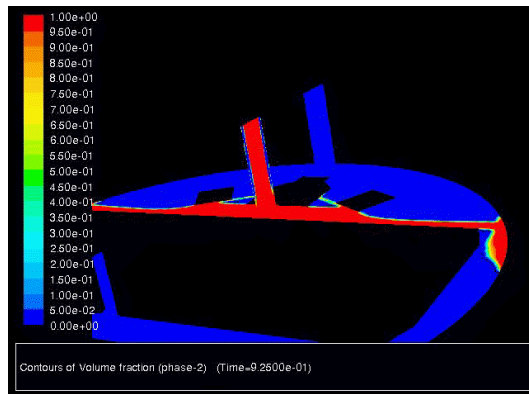 1.00e+00
9.50e-01
9.00e-01
8.50e-01
8.00e-01
7.50e-01
7.00e-01
6.50e-01
6.00e-01
5.50e-01
5.00e-01
4.50e-01
4.00e-01
3.50e-01
3.00e-01
2.50e-01
2.00e-01
1.50e-01
1.00e-01
5.00e-02
0.00e+00
Contours of Volume fraction (phase-2) (Time=9.2500e-01)